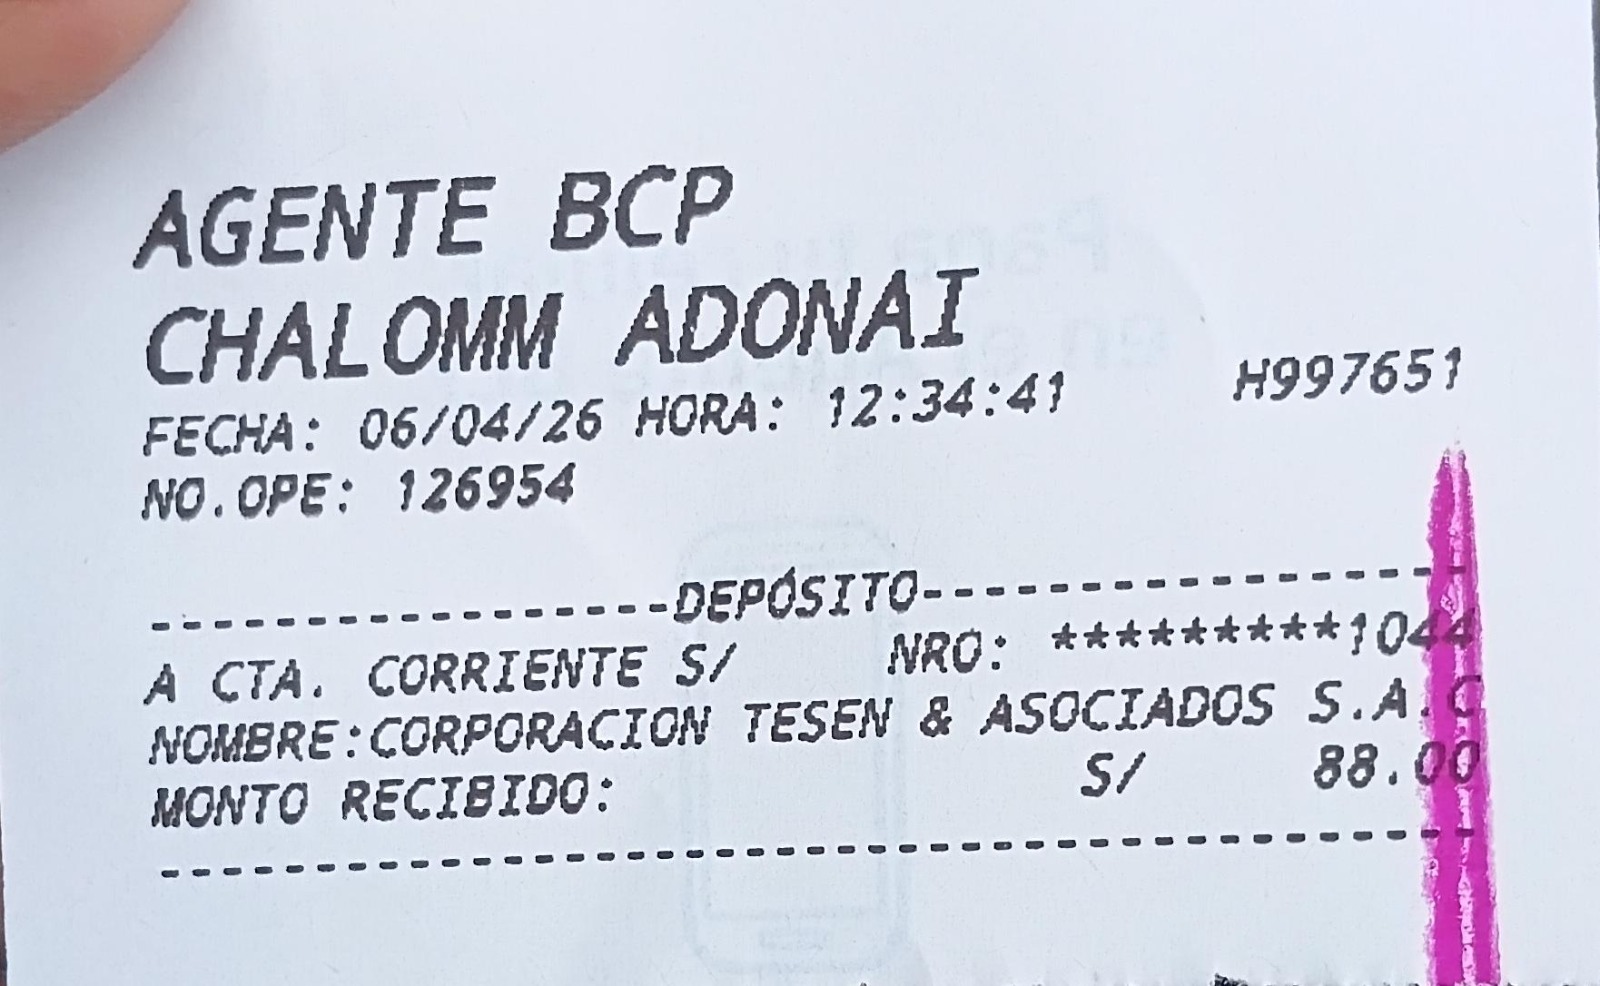 AGENTE BCP
CHALOMM ADONAI
FECHA: 06/04/26 HORA: 12:34:41 H997651
NO.OPE: 126954
------------------DEPÓSITO------------------
A CTA. CORRIENTE S/ NRO: *********1044
NOMBRE:CORPORACION TESEN & ASOCIADOS S.A.C
MONTO RECIBIDO: S/ 88.00
--------------------------------------------